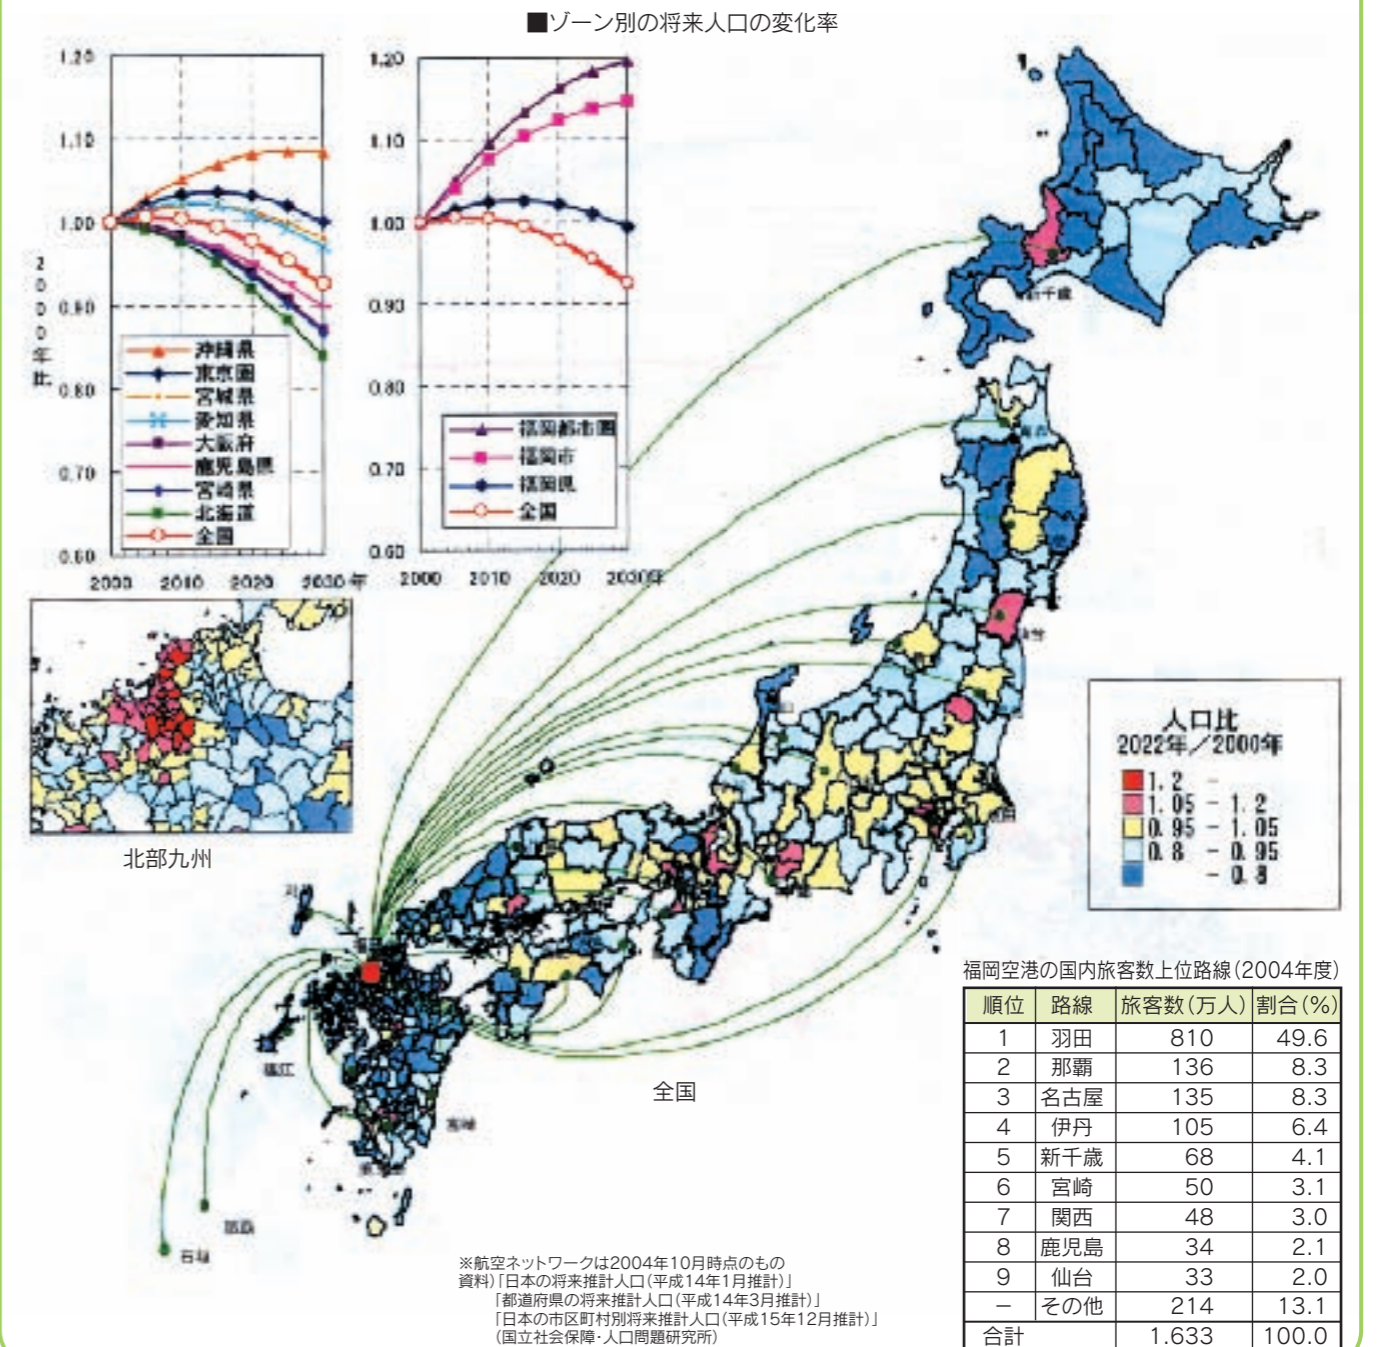 ■ゾーン別の将来人口の変化率
1.20
1.10
1.00
0.90
0.80
0.70
0.60
2000年比
沖縄県
東京圏
宮城県
愛知県
大阪府
鹿児島県
宮崎県
北海道
全国
2000 2010 2020 2030年
1.20
1.10
1.00
0.90
0.80
0.70
0.60
福岡都市圏
福岡市
福岡県
全国
2000 2010 2020 2030年
新千歳
北部九州
人口比
2022年/2000年
1.2 -
1.05 - 1.2
0.95 - 1.05
0.8 - 0.95
- 0.8
福江
宮崎
那覇
石垣
全国
福岡空港の国内旅客数上位路線(2004年度)
順位 路線 旅客数(万人) 割合(%)
1 羽田 810 49.6
2 那覇 136 8.3
3 名古屋 135 8.3
4 伊丹 105 6.4
5 新千歳 68 4.1
6 宮崎 50 3.1
7 関西 48 3.0
8 鹿児島 34 2.1
9 仙台 33 2.0
− その他 214 13.1
合計 1.633 100.0
※航空ネットワークは2004年10月時点のもの
資料)「日本の将来推計人口(平成14年1月推計)」
「都道府県の将来推計人口(平成14年3月推計)」
「日本の市区町村別将来推計人口(平成15年12月推計)」
(国立社会保障・人口問題研究所)